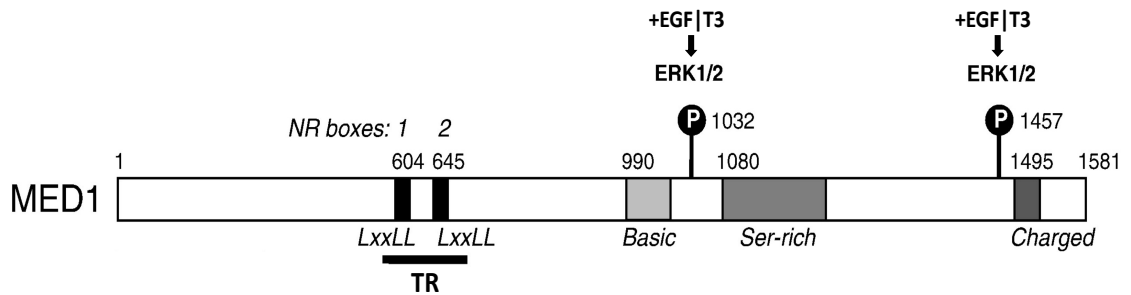 +EGF|T3 +EGF|T3
ERK1/2 ERK1/2
NR boxes: 1 2 P 1032 P 1457
1 604 645 990 1080 1495 1581
MED1
LxxLL LxxLL Basic Ser-rich Charged
TR